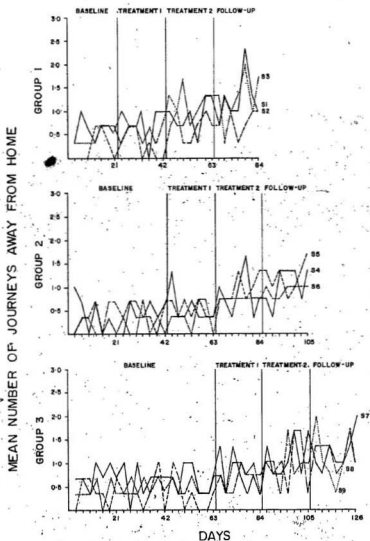 MEAN NUMBER OF JOURNEYS AWAY FROM HOME
GROUP 1
BASELINE TREATMENT 1 TREATMENT 2 FOLLOW-UP
3·0
2·5
2·0
1·5
1·0
0·5
S3
S1
S2
21 42 63 84
GROUP 2
BASELINE TREATMENT 1 TREATMENT 2 FOLLOW-UP
3·0
2·5
2·0
1·5
1·0
0·5
S5
S4
S6
21 42 63 84 105
GROUP 3
BASELINE TREATMENT 1 TREATMENT 2 FOLLOW-UP
3·0
2·5
2·0
1·5
1·0
0·5
S7
S8
S9
21 42 63 84 105 126
DAYS